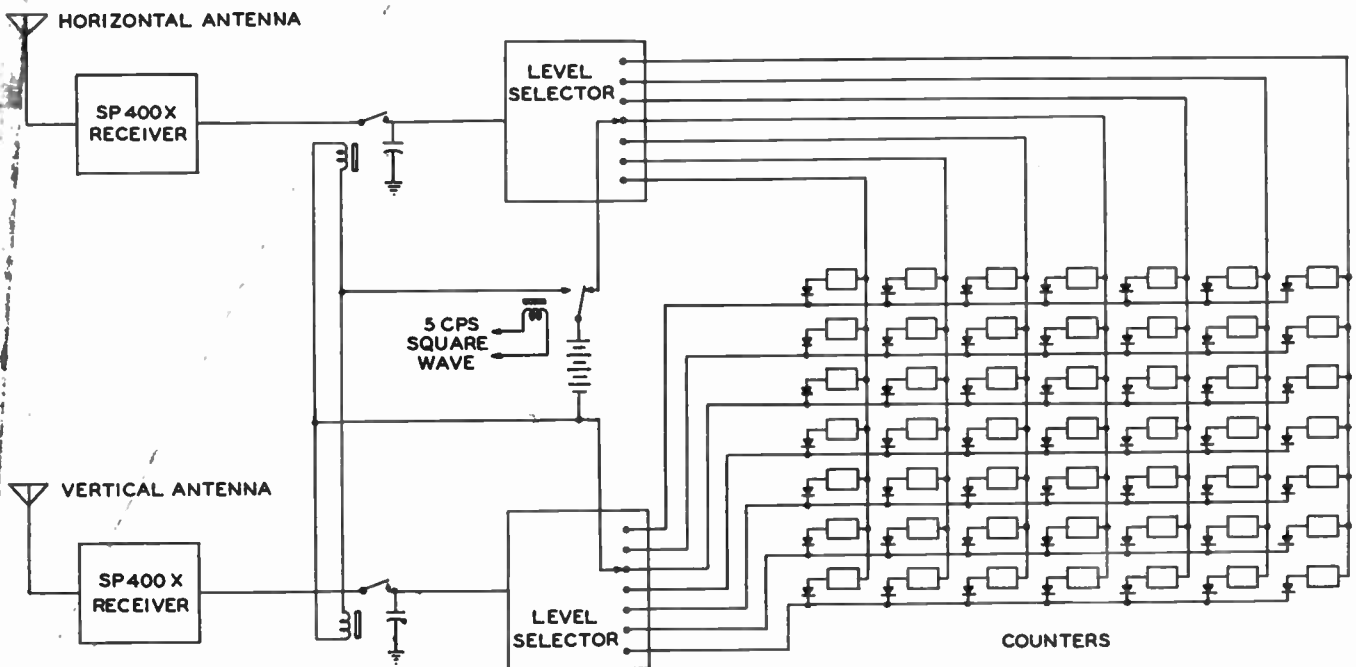 HORIZONTAL ANTENNA
SP400X
RECEIVER
LEVEL
SELECTOR
5 CPS
SQUARE
WAVE
VERTICAL ANTENNA
SP400X
RECEIVER
LEVEL
SELECTOR
COUNTERS